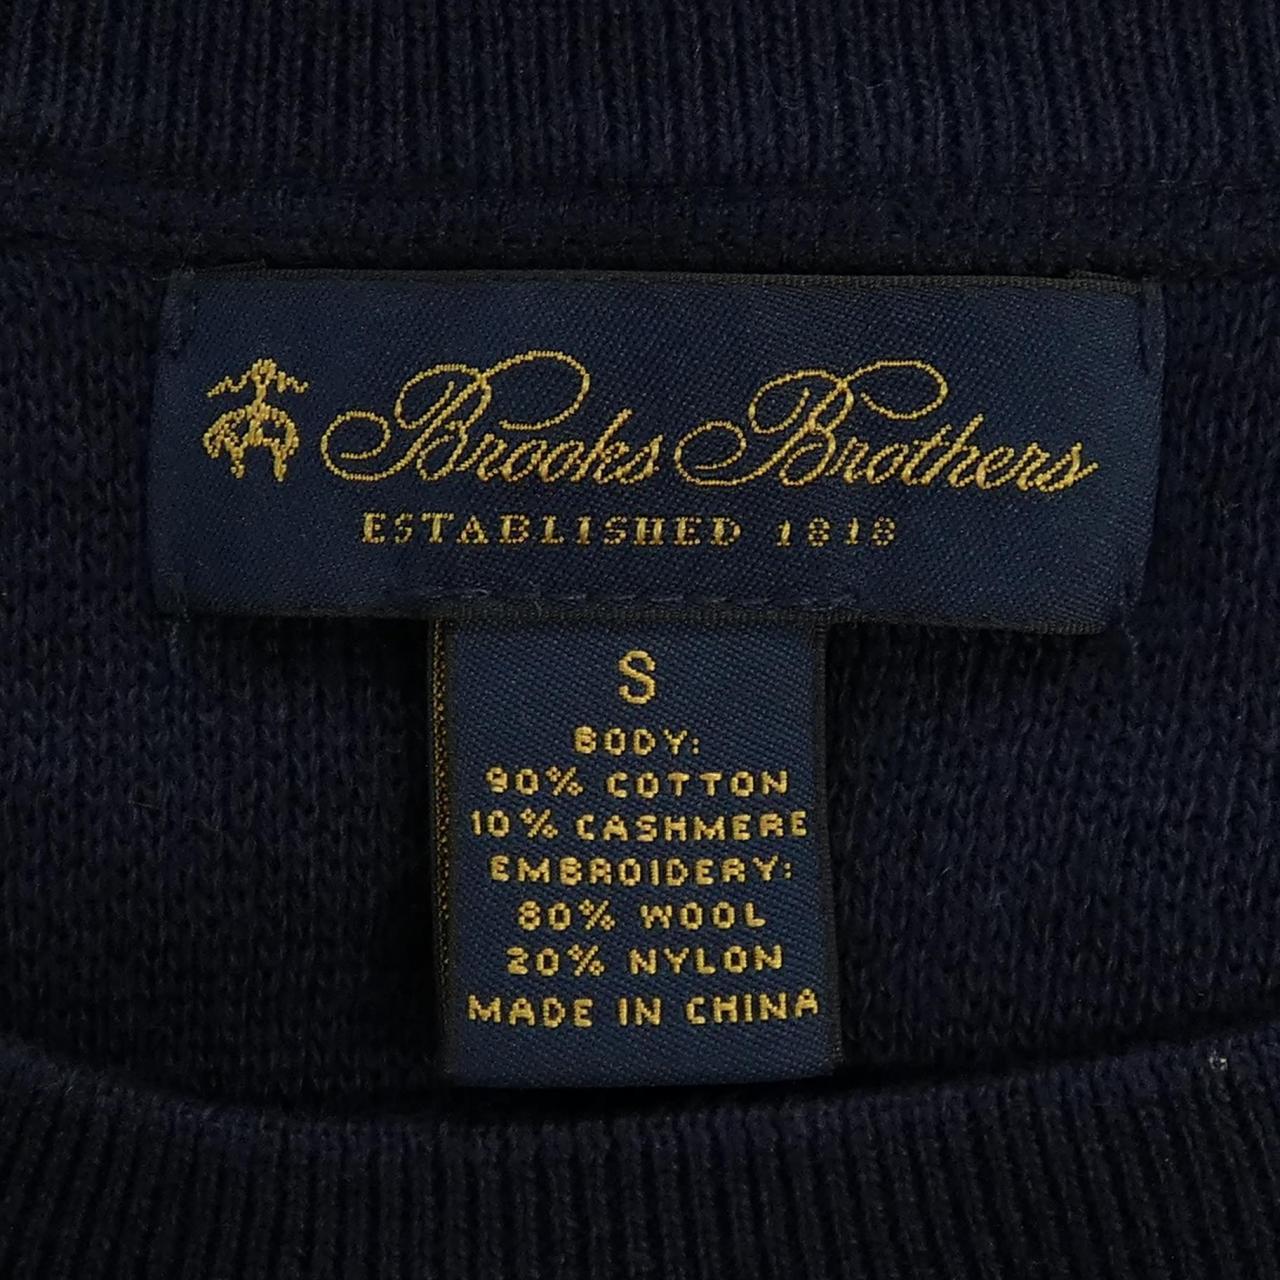 Brooks Brothers
ESTABLISHED 1818
S
BODY:
90% COTTON
10% CASHMERE
EMBROIDERY:
80% WOOL
20% NYLON
MADE IN CHINA